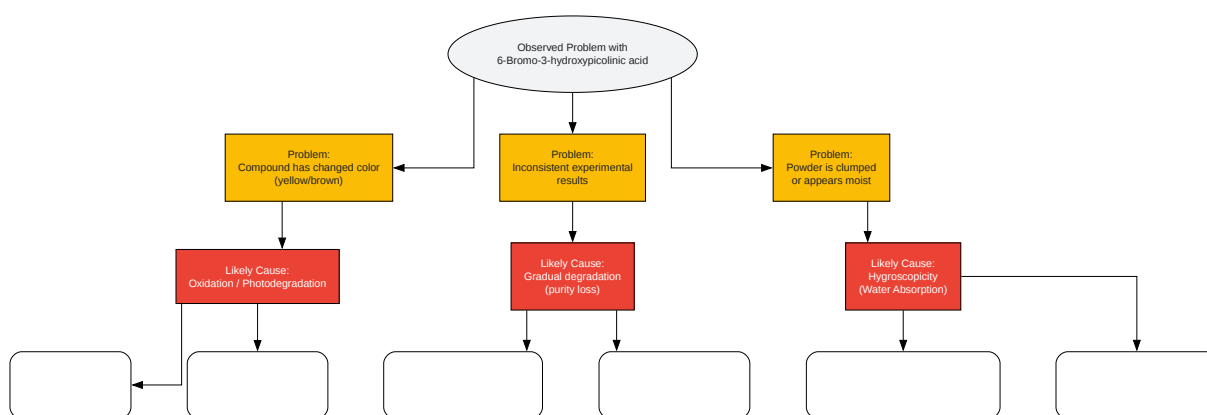 Observed Problem with
6-Bromo-3-hydroxypicolinic acid
Problem:
Compound has changed color
(yellow/brown)
Problem:
Inconsistent experimental
results
Problem:
Powder is clumped
or appears moist
Likely Cause:
Oxidation / Photodegradation
Likely Cause:
Gradual degradation
(purity loss)
Likely Cause:
Hygroscopicity
(Water Absorption)